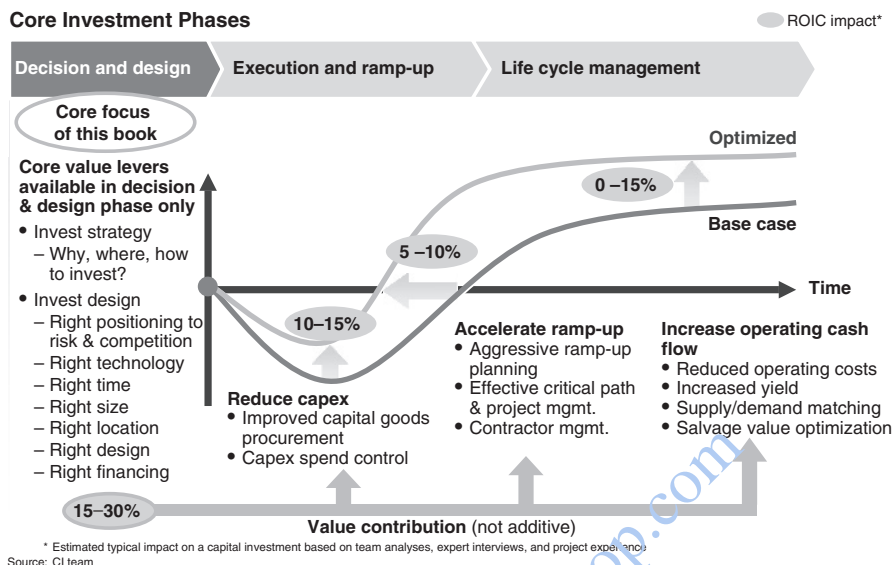 Core Investment Phases
ROIC impact*
Decision and design
Execution and ramp-up
Life cycle management
Core focus
of this book
Core value levers
available in decision
& design phase only
• Invest strategy
– Why, where, how
to invest?
• Invest design
– Right positioning to
risk & competition
– Right technology
– Right time
– Right size
– Right location
– Right design
– Right financing
Optimized
0 –15%
Base case
5 –10%
Time
10–15%
Reduce capex
• Improved capital goods
procurement
• Capex spend control
Accelerate ramp-up
• Aggressive ramp-up
planning
• Effective critical path
& project mgmt.
• Contractor mgmt.
Increase operating cash
flow
• Reduced operating costs
• Increased yield
• Supply/demand matching
• Salvage value optimization
15–30%
Value contribution (not additive)
* Estimated typical impact on a capital investment based on team analyses, expert interviews, and project experience
Source: CI team
op.com